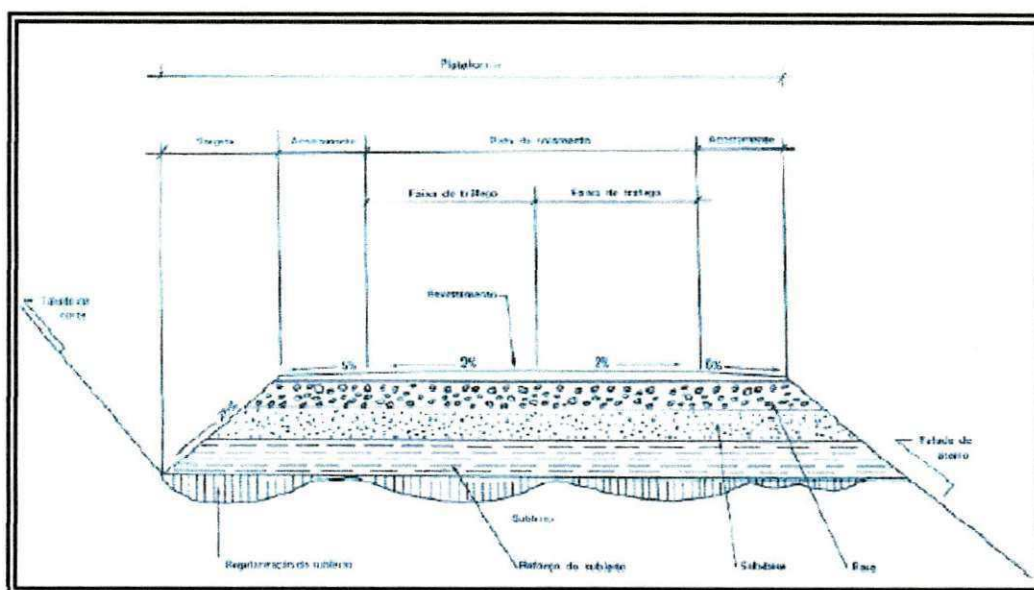 Plataforma
Sarjeta Acostamento Pista de rolamento Acostamento
Faixa de tráfego Faixa de tráfego
Revestimento
Talude de
corte
5% 2% 2% 5%
Talude de
aterro
Subleito
Regularização do subleito Reforço do subleito Sub-base Base